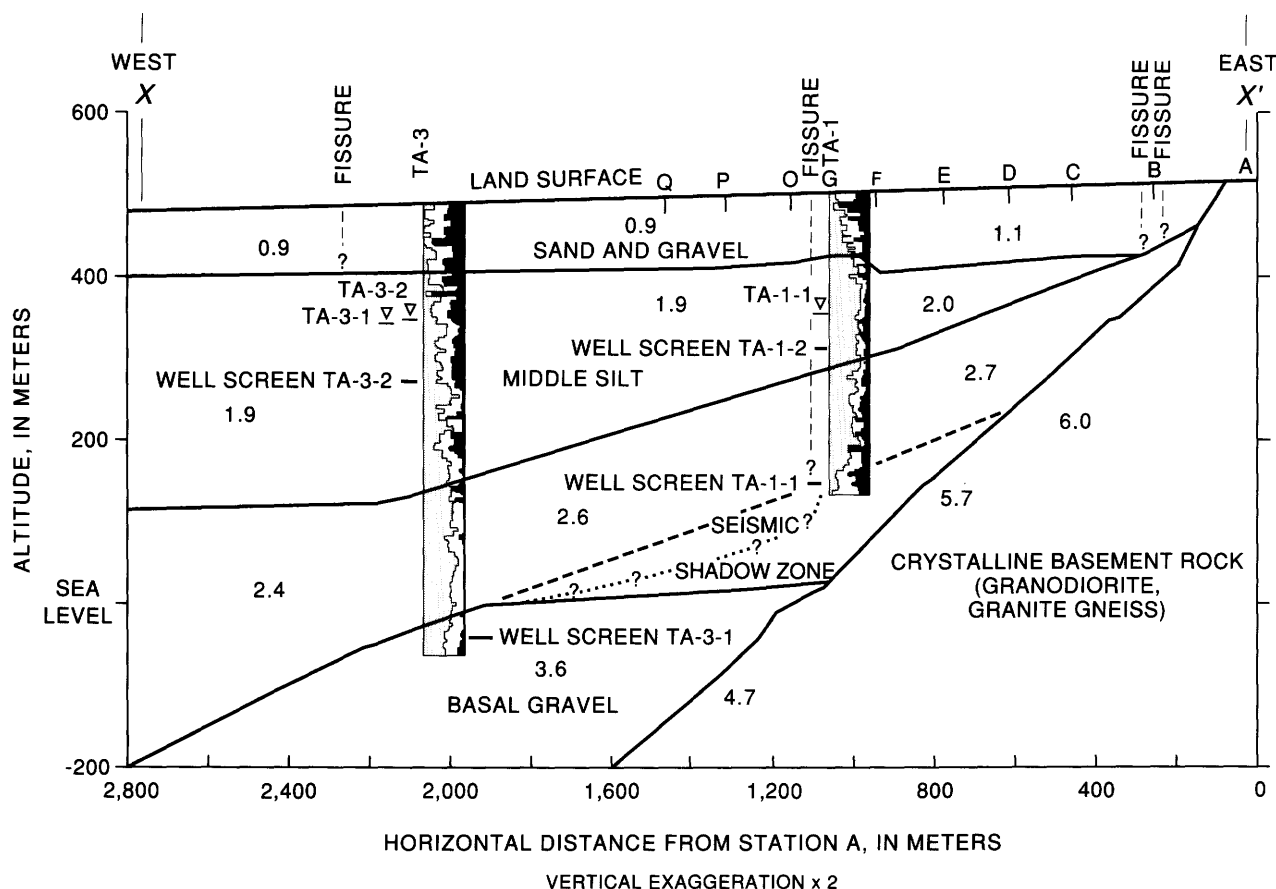 WEST
X
EAST
X'
FISSURE
TA-3
FISSURE
TA-1
FISSURE
FISSURE
600
400
200
SEA
LEVEL
-200
ALTITUDE, IN METERS
LAND SURFACE
Q
P
O
G
F
E
D
C
B
A
0.9
0.9
1.1
SAND AND GRAVEL
?
?
?
TA-3-2
TA-3-1
1.9
TA-1-1
2.0
WELL SCREEN TA-1-2
WELL SCREEN TA-3-2
MIDDLE SILT
2.7
1.9
6.0
?
WELL SCREEN TA-1-1
5.7
2.6
SEISMIC
?
?
SHADOW ZONE
?
?
2.4
CRYSTALLINE BASEMENT ROCK
(GRANODIORITE,
GRANITE GNEISS)
WELL SCREEN TA-3-1
3.6
BASAL GRAVEL
4.7
2,800
2,400
2,000
1,600
1,200
800
400
0
HORIZONTAL DISTANCE FROM STATION A, IN METERS
VERTICAL EXAGGERATION x 2